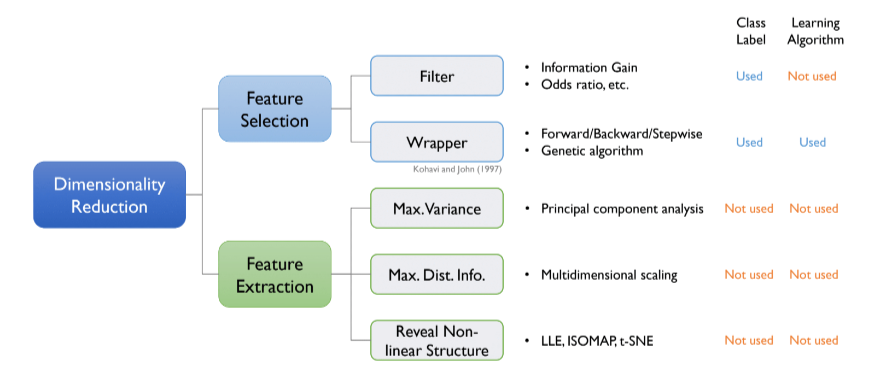 Class Label
Learning Algorithm
Dimensionality Reduction
Feature Selection
Filter
• Information Gain
• Odds ratio, etc.
Used
Not used
Wrapper
Kohavi and John (1997)
• Forward/Backward/Stepwise
• Genetic algorithm
Used
Used
Feature Extraction
Max. Variance
• Principal component analysis
Not used
Not used
Max. Dist. Info.
• Multidimensional scaling
Not used
Not used
Reveal Non-
linear Structure
• LLE, ISOMAP, t-SNE
Not used
Not used